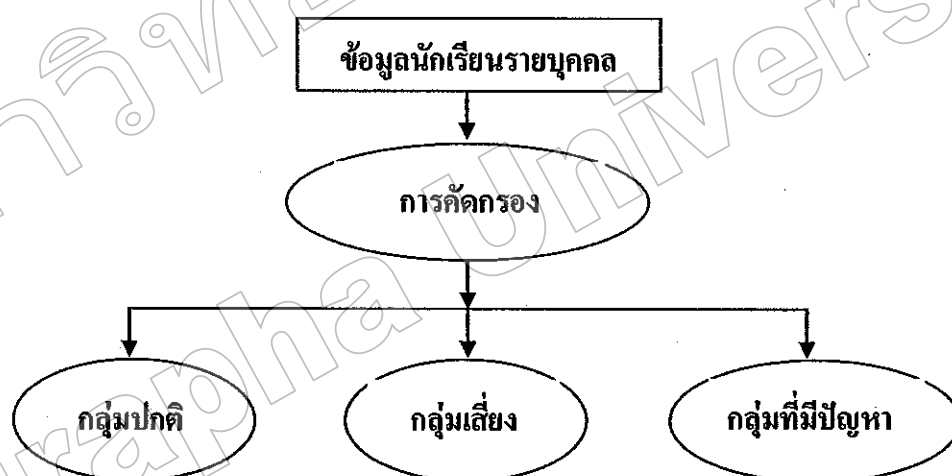 ข้อมูลนักเรียนรายบุคคล
การคัดกรอง
กลุ่มปกติ
กลุ่มเสี่ยง
กลุ่มที่มีปัญหา